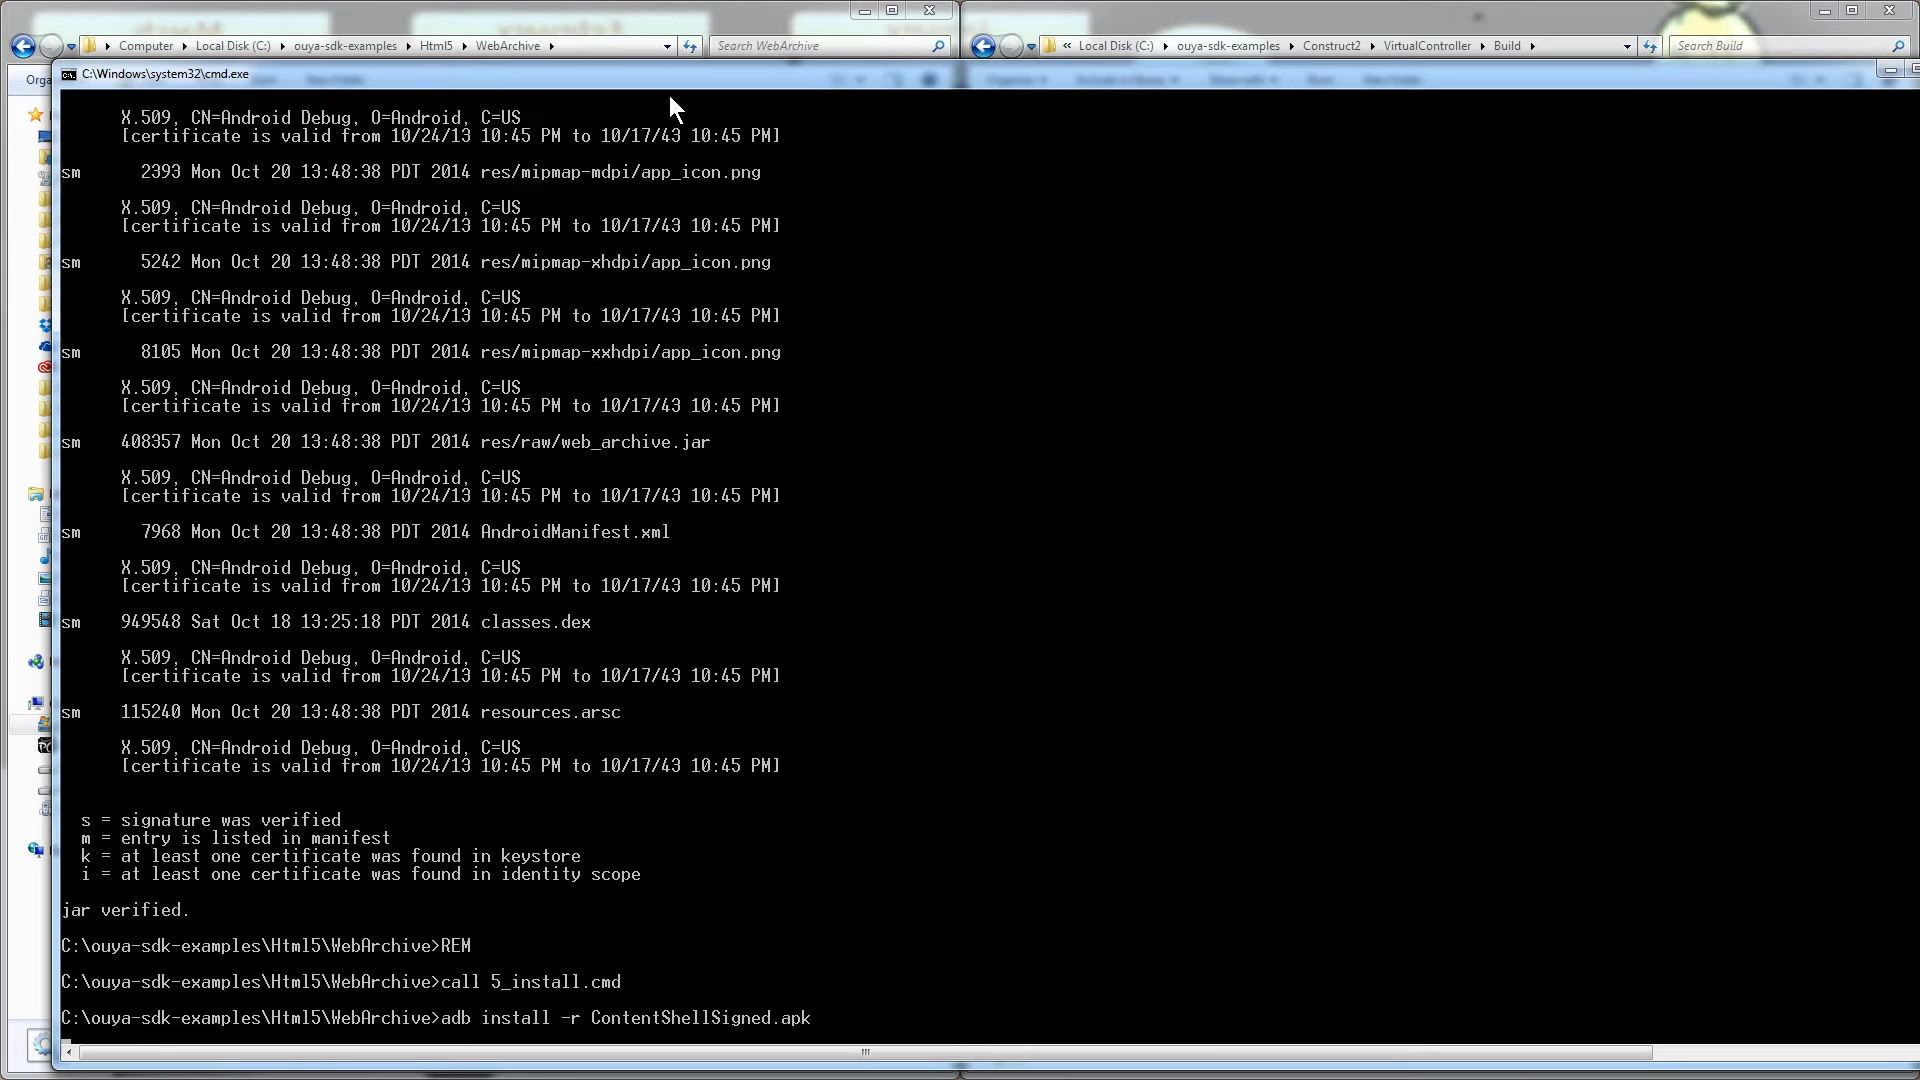 Computer ▸ Local Disk (C:) ▸ ouya-sdk-examples ▸ Html5 ▸ WebArchive ▸
Search WebArchive
« Local Disk (C:) ▸ ouya-sdk-examples ▸ Construct2 ▸ VirtualController ▸ Build ▸
Search Build
Orga
C:\Windows\system32\cmd.exe
X.509, CN=Android Debug, O=Android, C=US
[certificate is valid from 10/24/13 10:45 PM to 10/17/43 10:45 PM]
sm 2393 Mon Oct 20 13:48:38 PDT 2014 res/mipmap-mdpi/app_icon.png
X.509, CN=Android Debug, O=Android, C=US
[certificate is valid from 10/24/13 10:45 PM to 10/17/43 10:45 PM]
sm 5242 Mon Oct 20 13:48:38 PDT 2014 res/mipmap-xhdpi/app_icon.png
X.509, CN=Android Debug, O=Android, C=US
[certificate is valid from 10/24/13 10:45 PM to 10/17/43 10:45 PM]
sm 8105 Mon Oct 20 13:48:38 PDT 2014 res/mipmap-xxhdpi/app_icon.png
X.509, CN=Android Debug, O=Android, C=US
[certificate is valid from 10/24/13 10:45 PM to 10/17/43 10:45 PM]
sm 408357 Mon Oct 20 13:48:38 PDT 2014 res/raw/web_archive.jar
X.509, CN=Android Debug, O=Android, C=US
[certificate is valid from 10/24/13 10:45 PM to 10/17/43 10:45 PM]
sm 7968 Mon Oct 20 13:48:38 PDT 2014 AndroidManifest.xml
X.509, CN=Android Debug, O=Android, C=US
[certificate is valid from 10/24/13 10:45 PM to 10/17/43 10:45 PM]
sm 949548 Sat Oct 18 13:25:18 PDT 2014 classes.dex
X.509, CN=Android Debug, O=Android, C=US
[certificate is valid from 10/24/13 10:45 PM to 10/17/43 10:45 PM]
sm 115240 Mon Oct 20 13:48:38 PDT 2014 resources.arsc
X.509, CN=Android Debug, O=Android, C=US
[certificate is valid from 10/24/13 10:45 PM to 10/17/43 10:45 PM]
s = signature was verified
m = entry is listed in manifest
k = at least one certificate was found in keystore
i = at least one certificate was found in identity scope
jar verified.
C:\ouya-sdk-examples\Html5\WebArchive>REM
C:\ouya-sdk-examples\Html5\WebArchive>call 5_install.cmd
C:\ouya-sdk-examples\Html5\WebArchive>adb install -r ContentShellSigned.apk